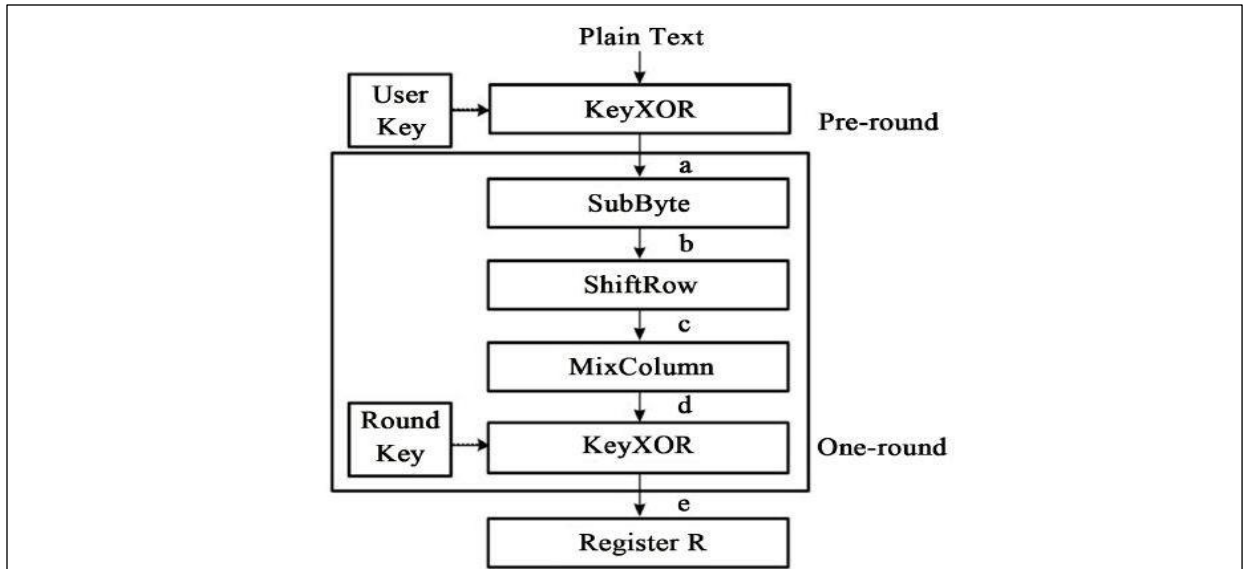 Plain Text
User
Key
KeyXOR
Pre-round
a
SubByte
b
ShiftRow
c
MixColumn
d
Round
Key
KeyXOR
One-round
e
Register R